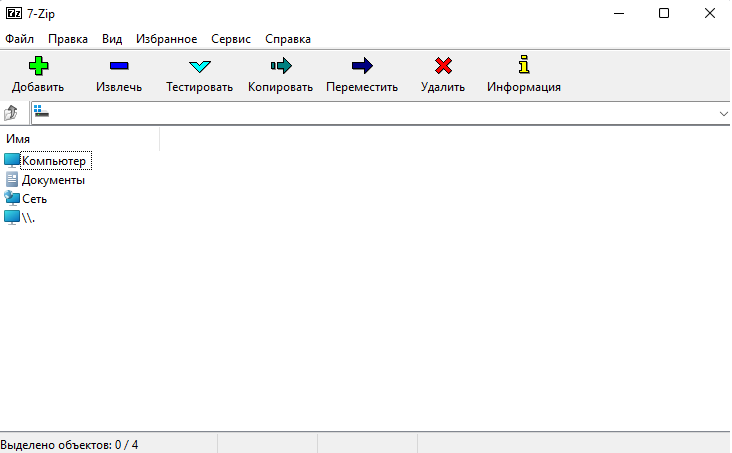 7z 7-Zip
Файл Правка Вид Избранное Сервис Справка
Добавить Извлечь Тестировать Копировать Переместить Удалить Информация
Имя
Компьютер
Документы
Сеть
\\.
Выделено объектов: 0 / 4